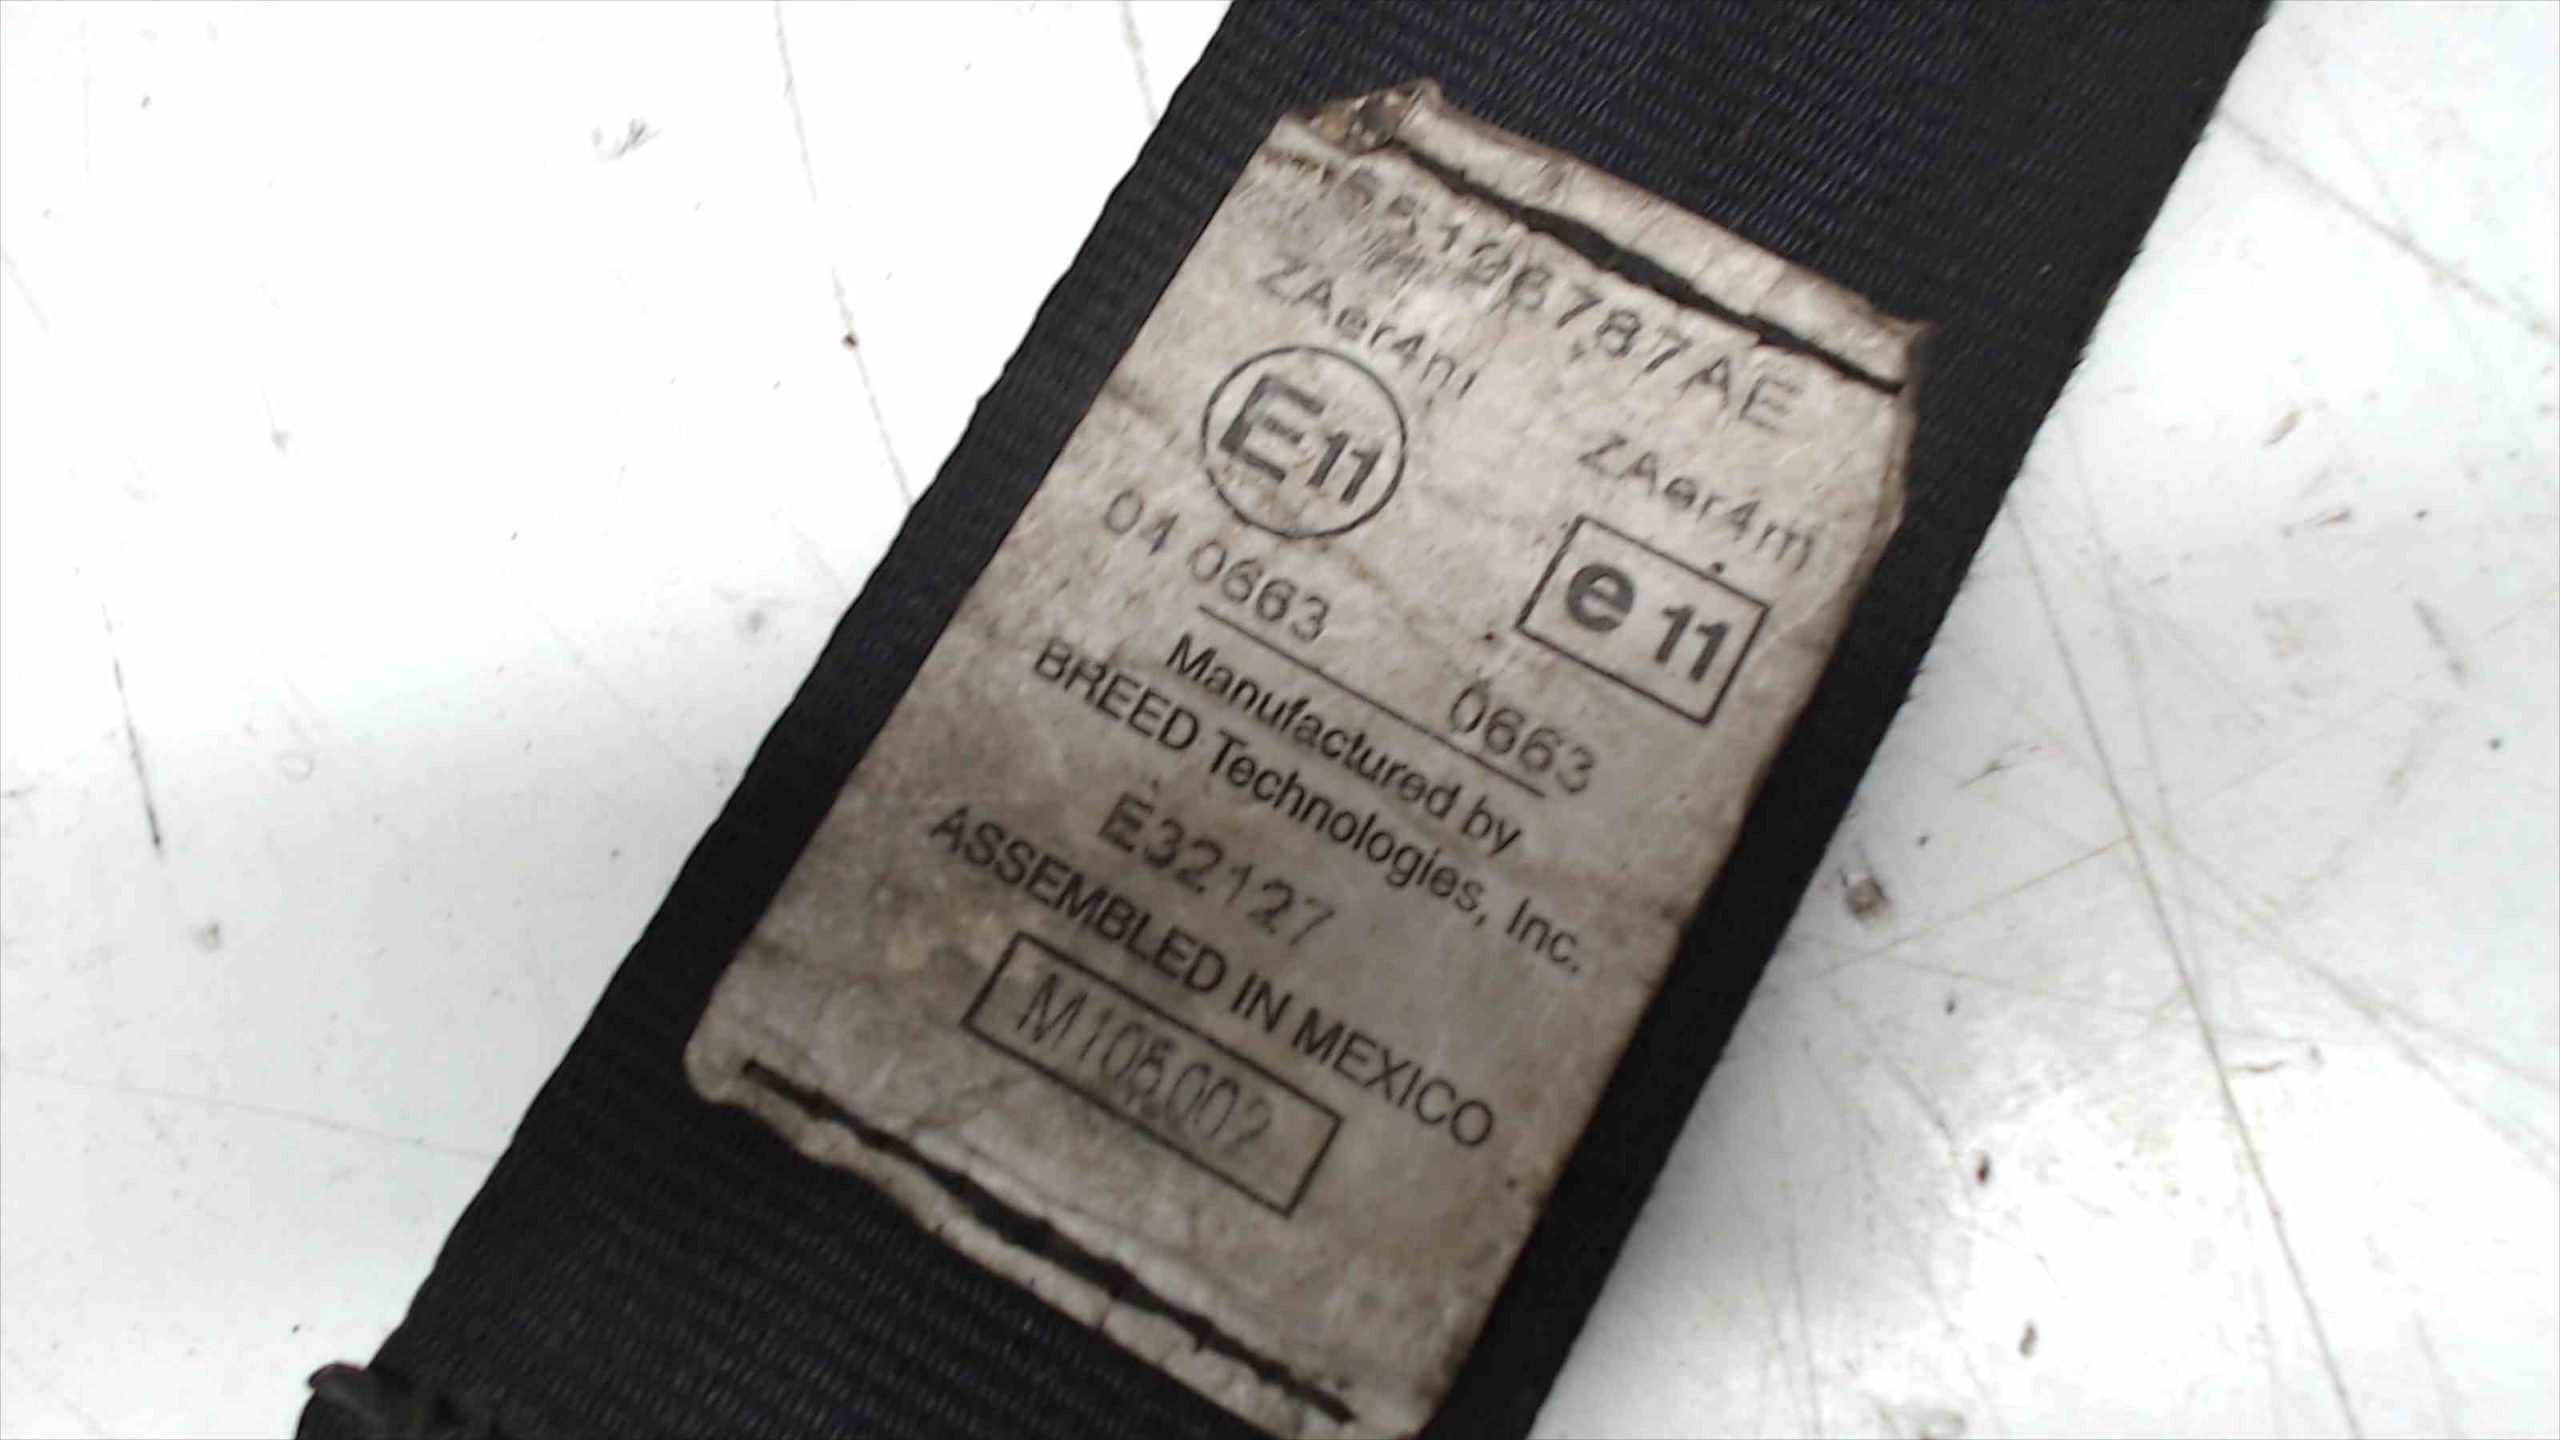 ZAer4m
ZAer4m
E11
e 11
04 0663
0663
Manufactured by
BREED Technologies, Inc.
E32127
ASSEMBLED IN MEXICO